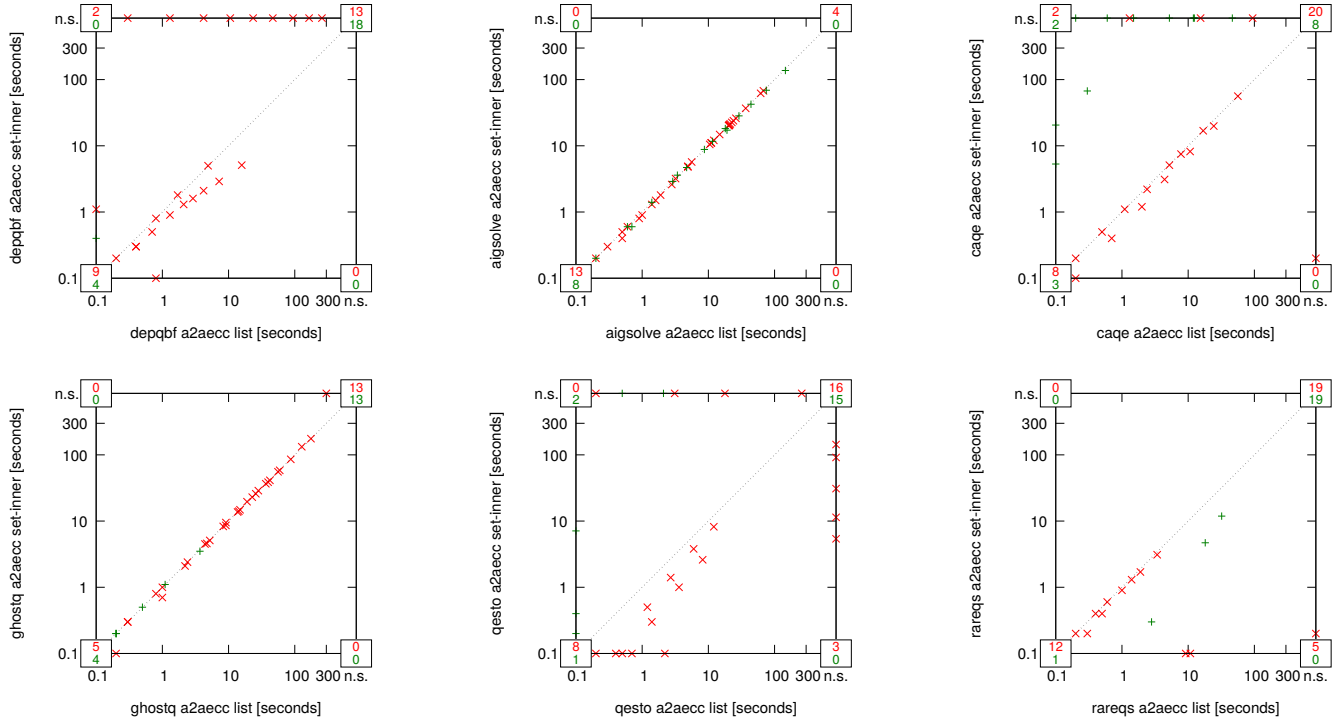 2 13
n.s. 0 18
300
100
10
1
9
4 0
0.1 0
0.1 1 10 100 300 n.s.
depqbf a2aecc set-inner [seconds]
depqbf a2aecc list [seconds]
0 4
n.s. 0 0
300
100
10
1
13 0
0.1 8 0
0.1 1 10 100 300 n.s.
aigsolve a2aecc set-inner [seconds]
aigsolve a2aecc list [seconds]
2 20
n.s. 2 8
300
100
10
1
8 0
0.1 3 0
0.1 1 10 100 300 n.s.
caqe a2aecc set-inner [seconds]
caqe a2aecc list [seconds]
0 13
n.s. 0 13
300
100
10
1
5 0
0.1 4 0
0.1 1 10 100 300 n.s.
ghostq a2aecc set-inner [seconds]
ghostq a2aecc list [seconds]
0 16
n.s. 2 15
300
100
10
1
8 3
0.1 1 0
0.1 1 10 100 300 n.s.
qesto a2aecc set-inner [seconds]
qesto a2aecc list [seconds]
0 19
n.s. 0 19
300
100
10
1
12 5
0.1 1 0
0.1 1 10 100 300 n.s.
rareqs a2aecc set-inner [seconds]
rareqs a2aecc list [seconds]